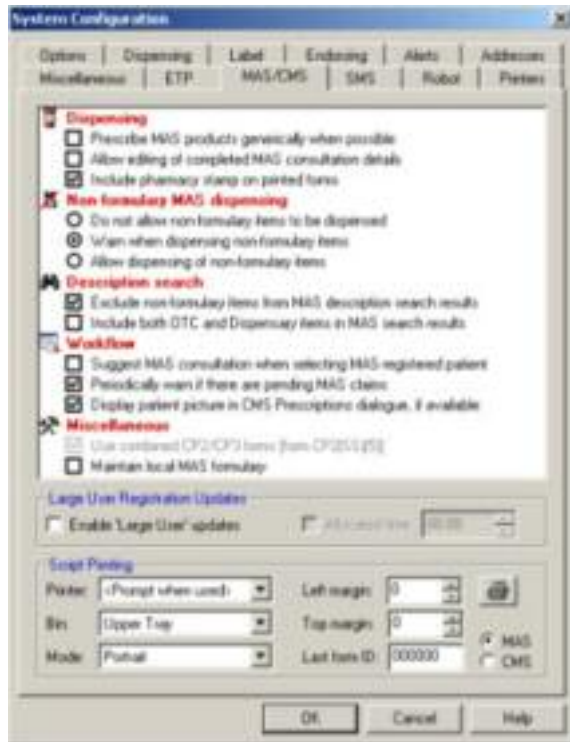 System Configuration
Options Dispensing Label Endorsing Alerts Addresses
Miscellaneous ETP MAS/CMS SMS Robot Printers
Dispensing
Prescribe MAS products generically when possible
Allow editing of completed MAS consultation details
Include pharmacy stamp on printed forms
Non-formulary MAS dispensing
Do not allow non-formulary items to be dispensed
Warn when dispensing non-formulary items
Allow dispensing of non-formulary items
Description search
Exclude non-formulary items from MAS description search results
Include both OTC and Dispensary items in MAS search results
Workflow
Suggest MAS consultation when selecting MAS-registered patient
Periodically warn if there are pending MAS claims
Display patient picture in CMS Prescriptions dialogue, if available
Miscellaneous
Use combined CP2/CP3 forms
Maintain local MAS formulary
Large User Registration Updates
Enable 'Large User' updates 00:00
Script Printing
Printer: <Prompt when used> Left margin: 0
Bin: Upper Tray Top margin: 0 MAS
Mode: Portrait Last form ID: 000000 CMS
OK Cancel Help